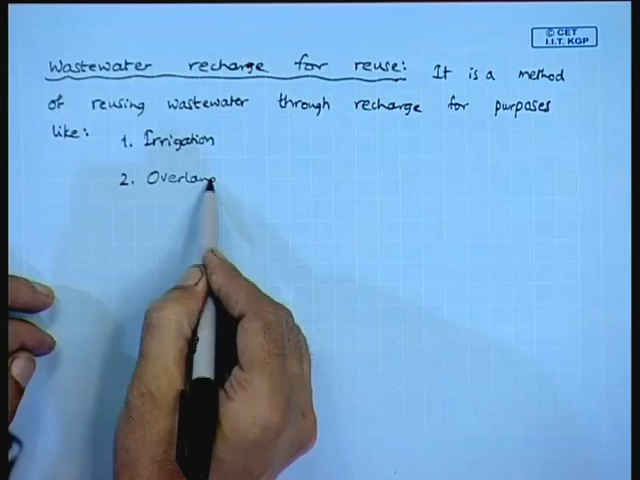 © CET
I.I.T. KGP
Wastewater recharge for reuse: It is a method
of reusing wastewater through recharge for purposes
like: 1. Irrigation
2. Overlan